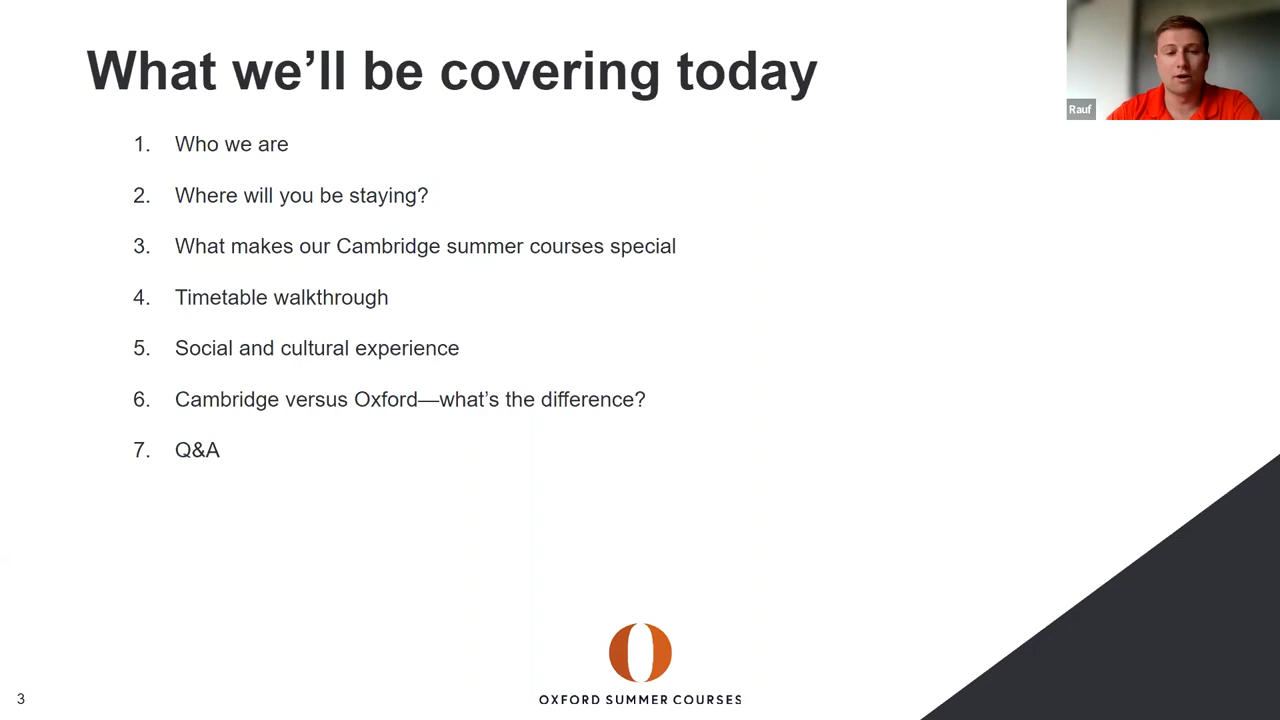 What we’ll be covering today
Rauf
1. Who we are
2. Where will you be staying?
3. What makes our Cambridge summer courses special
4. Timetable walkthrough
5. Social and cultural experience
6. Cambridge versus Oxford—what’s the difference?
7. Q&A
OXFORD SUMMER COURSES
3